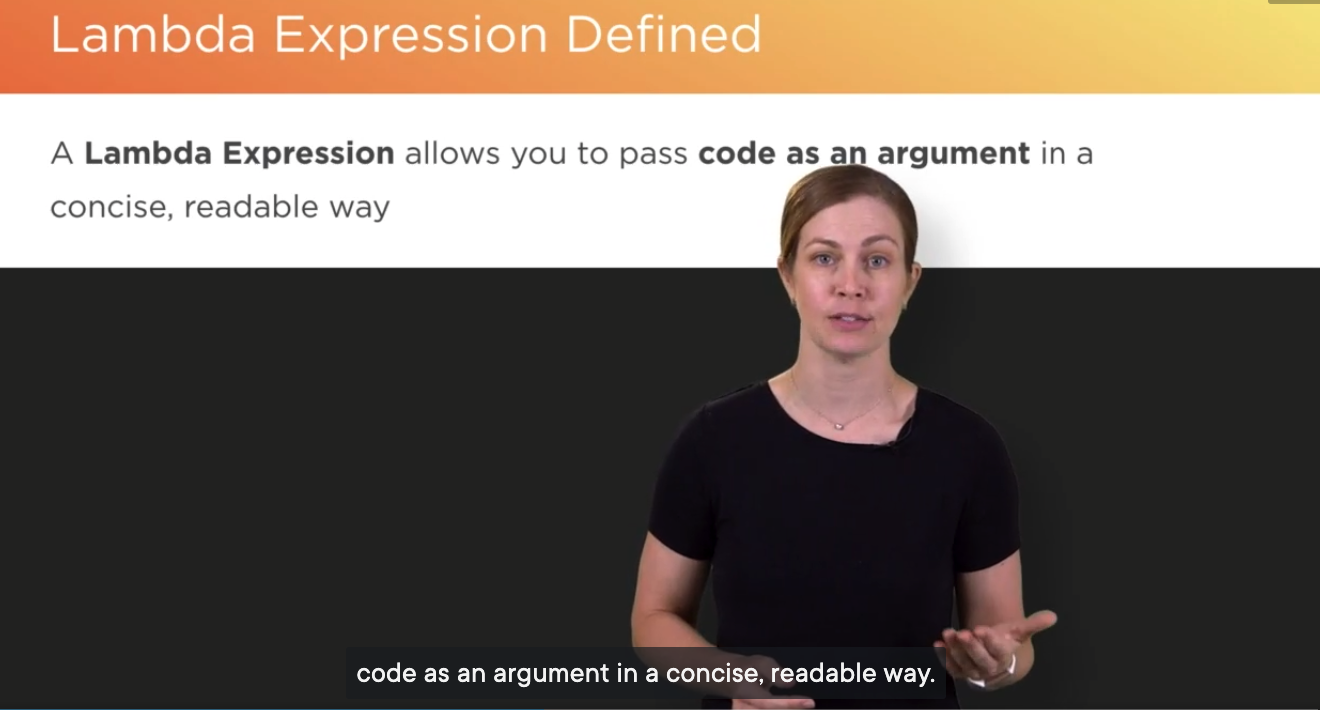 Lambda Expression Defined
A Lambda Expression allows you to pass code as an argument in a
concise, readable way
code as an argument in a concise, readable way.